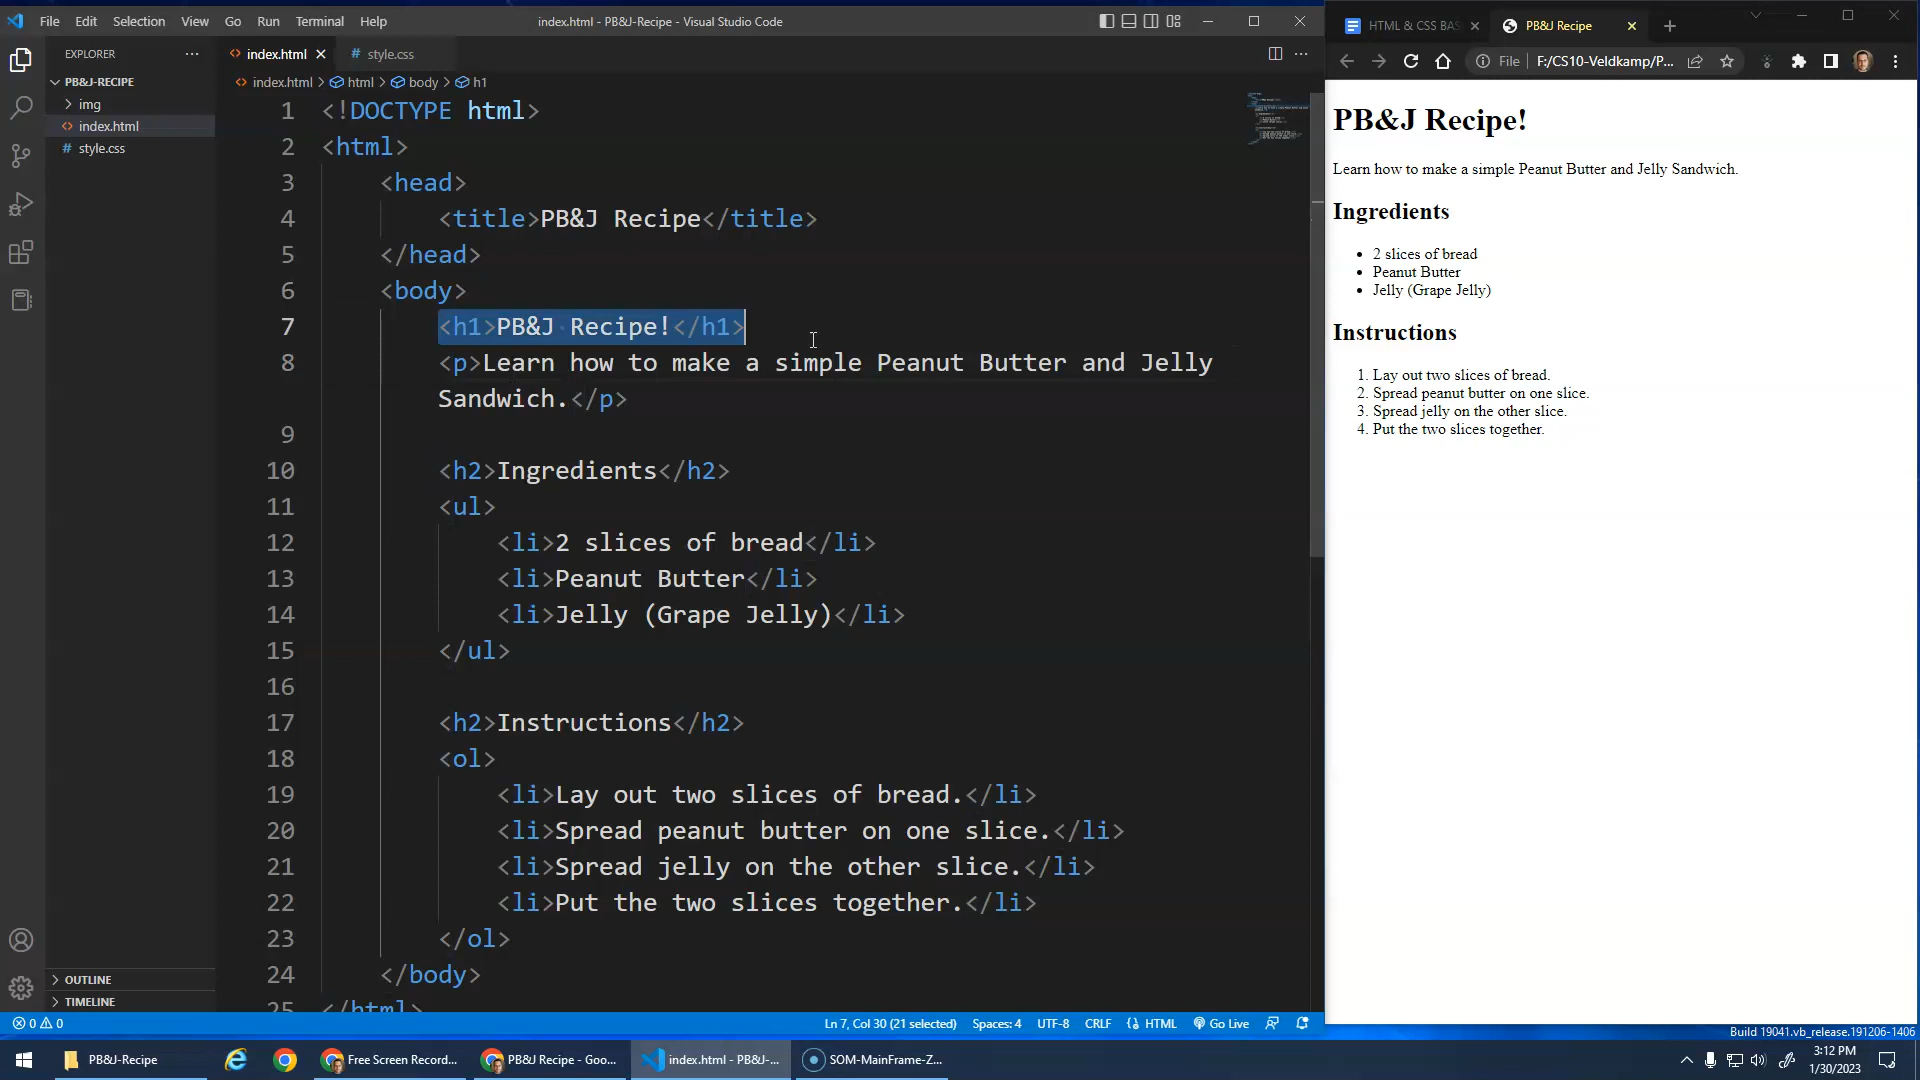 File Edit Selection View Go Run Terminal Help
index.html - PB&J-Recipe - Visual Studio Code
EXPLORER
PB&J-RECIPE
img
index.html
# style.css
OUTLINE
TIMELINE
index.html
# style.css
index.html > html > body > h1
1 <!DOCTYPE html>
2 <html>
3 <head>
4 <title>PB&J Recipe</title>
5 </head>
6 <body>
7 <h1>PB&J Recipe!</h1>
8 <p>Learn how to make a simple Peanut Butter and Jelly
Sandwich.</p>
9
10 <h2>Ingredients</h2>
11 <ul>
12 <li>2 slices of bread</li>
13 <li>Peanut Butter</li>
14 <li>Jelly (Grape Jelly)</li>
15 </ul>
16
17 <h2>Instructions</h2>
18 <ol>
19 <li>Lay out two slices of bread.</li>
20 <li>Spread peanut butter on one slice.</li>
21 <li>Spread jelly on the other slice.</li>
22 <li>Put the two slices together.</li>
23 </ol>
24 </body>
25 </html>
0 0
Ln 7, Col 30 (21 selected) Spaces: 4 UTF-8 CRLF HTML Go Live
HTML & CSS BAS
PB&J Recipe
File F:/CS10-Veldkamp/P...
PB&J Recipe!
Learn how to make a simple Peanut Butter and Jelly Sandwich.
Ingredients
• 2 slices of bread
• Peanut Butter
• Jelly (Grape Jelly)
Instructions
1. Lay out two slices of bread.
2. Spread peanut butter on one slice.
3. Spread jelly on the other slice.
4. Put the two slices together.
Build 19041.vb_release.191206-1406
PB&J-Recipe
Free Screen Record...
PB&J Recipe - Goo...
index.html - PB&J-...
SOM-MainFrame-Z...
3:12 PM
1/30/2023